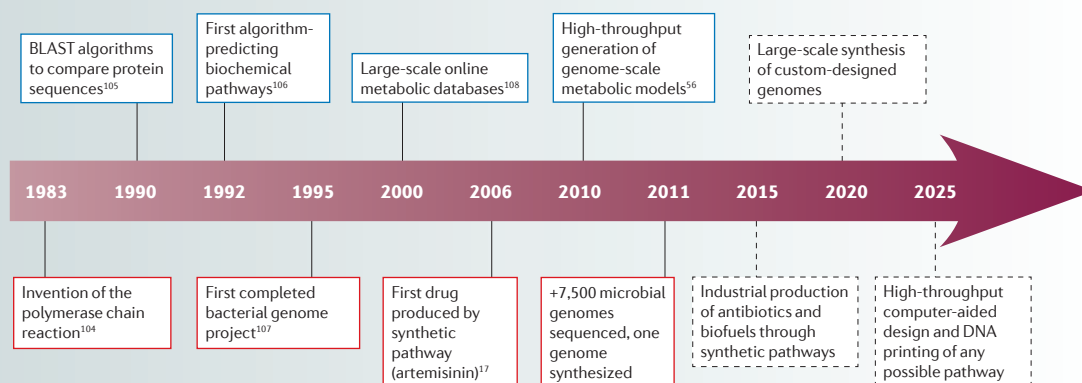 BLAST algorithms
to compare protein
sequences105
First algorithm-
predicting
biochemical
pathways106
Large-scale online
metabolic databases108
High-throughput
generation of
genome-scale
metabolic models56
Large-scale synthesis
of custom-designed
genomes
1983 1990 1992 1995 2000 2006 2010 2011 2015 2020 2025
Invention of the
polymerase chain
reaction104
First completed
bacterial genome
project107
First drug
produced by
synthetic
pathway
(artemisinin)17
+7,500 microbial
genomes
sequenced, one
genome
synthesized
Industrial production
of antibiotics and
biofuels through
synthetic pathways
High-throughput
computer-aided
design and DNA
printing of any
possible pathway